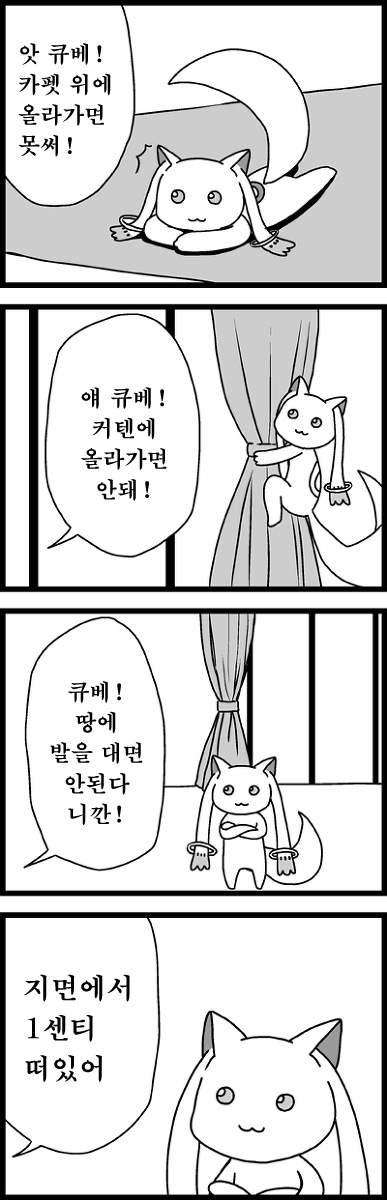 앗 큐베!
카펫 위에
올라가면
못써!
얘 큐베!
커텐에
올라가면
안돼!
큐베!
땅에
발을 대면
안된다
니깐!
지면에서
1센티
떠있어